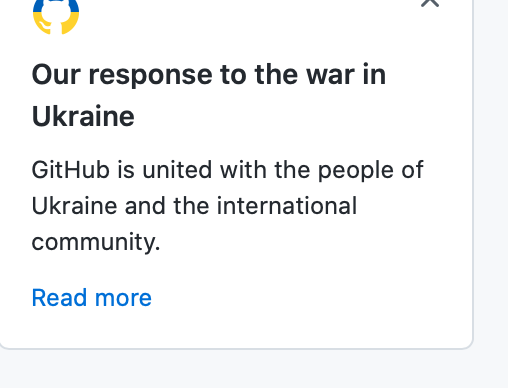 Our response to the war in
Ukraine
GitHub is united with the people of
Ukraine and the international
community.
Read more